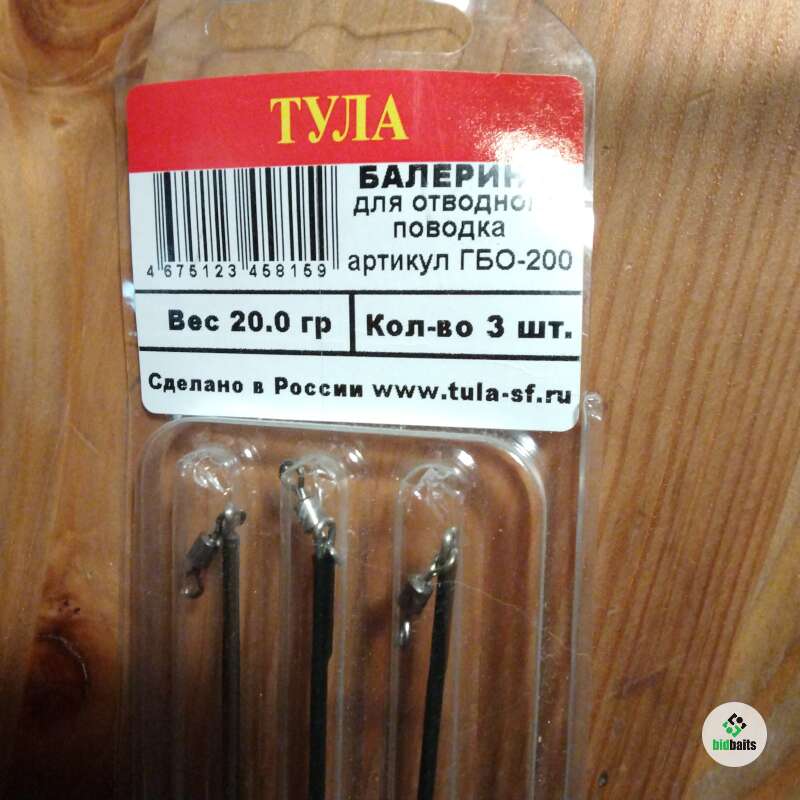 ТУЛА
БАЛЕРИН
для отводног
поводка
артикул ГБО-200
4 675123 458159
Вес 20.0 гр
Кол-во 3 шт.
Сделано в России www.tula-sf.ru
bidbaits